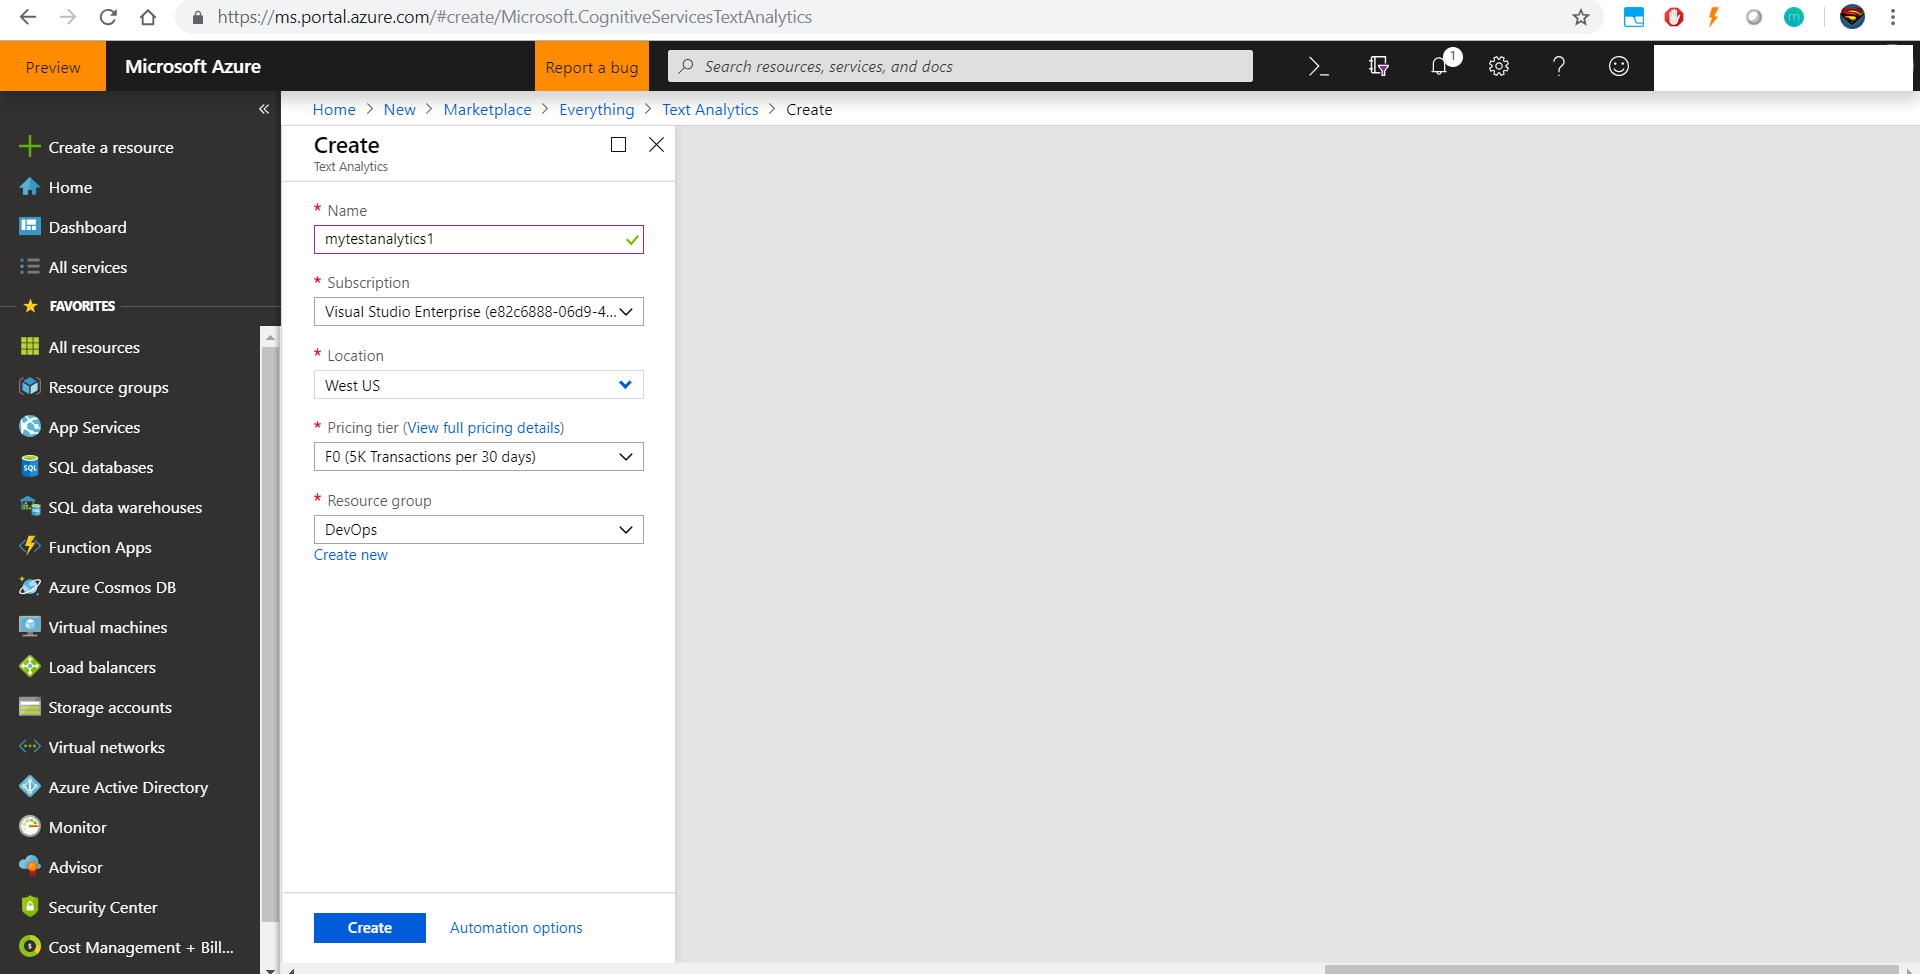 https://ms.portal.azure.com/#create/Microsoft.CognitiveServicesTextAnalytics
m
Preview
Microsoft Azure
Report a bug
Search resources, services, and docs
1
Home > New > Marketplace > Everything > Text Analytics > Create
Create a resource
Home
Dashboard
All services
FAVORITES
All resources
Resource groups
App Services
SQL
SQL databases
SQL data warehouses
Function Apps
Azure Cosmos DB
Virtual machines
Load balancers
Storage accounts
Virtual networks
Azure Active Directory
Monitor
Advisor
Security Center
Cost Management + Bill...
Create
Text Analytics
* Name
mytestanalytics1
* Subscription
Visual Studio Enterprise (e82c6888-06d9-4...
* Location
West US
* Pricing tier (View full pricing details)
F0 (5K Transactions per 30 days)
* Resource group
DevOps
Create new
Create
Automation options